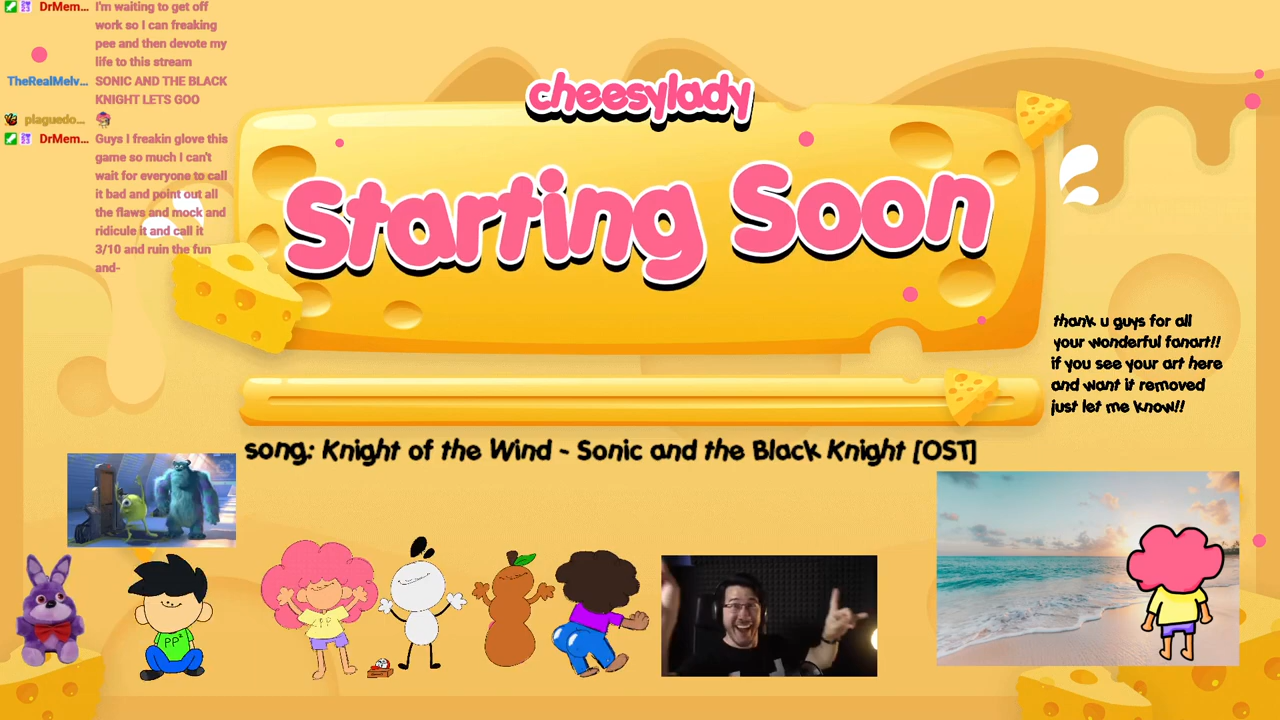 DrMem... I'm waiting to get off
work so I can freaking
pee and then devote my
life to this stream
TheRealMelv... SONIC AND THE BLACK
KNIGHT LETS GOO
plaguedo...
DrMem... Guys I freakin glove this
game so much I can't
wait for everyone to call
it bad and point out all
the flaws and mock and
ridicule it and call it
3/10 and ruin the fun
and-
cheesylady
Starting Soon
thank u guys for all
your wonderful fanart!!
if you see your art here
and want it removed
just let me know!!
song: Knight of the Wind - Sonic and the Black Knight [OST]
PP²